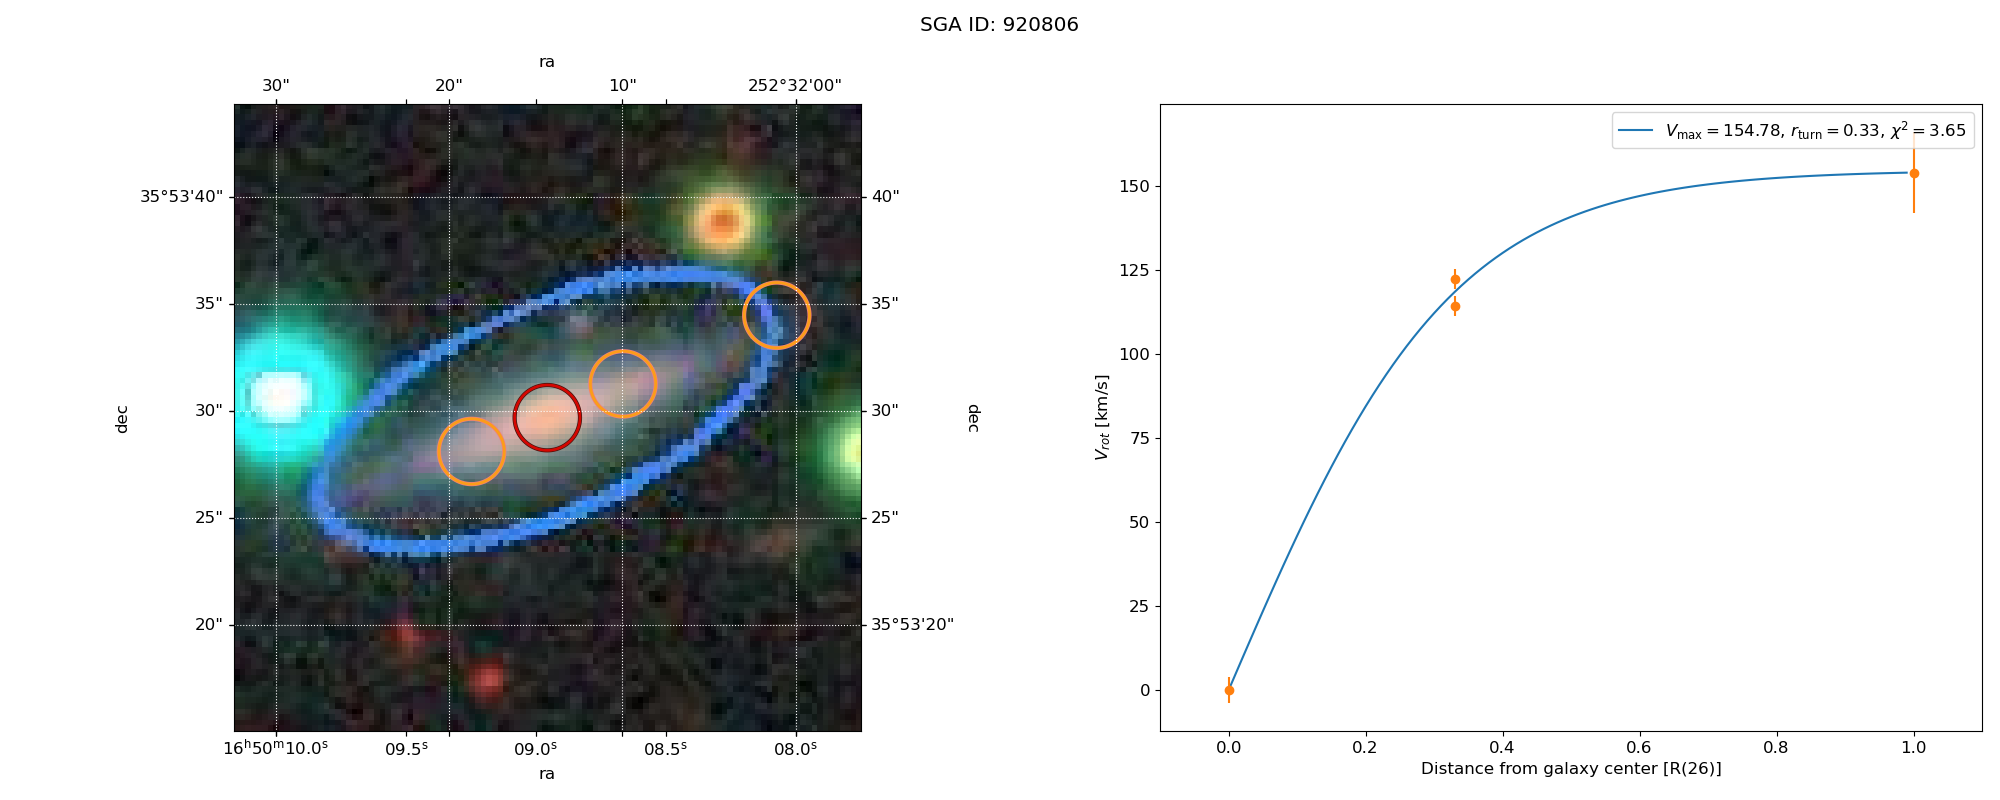 SGA ID: 920806
ra
30" 20" 10" 252°32'00"
35°53'40" 40"
35" 35"
30" 30"
dec dec
25" 25"
20" 35°53'20"
16h50m10.0s 09.5s 09.0s 08.5s 08.0s
ra
Vmax = 154.78, rturn = 0.33, χ² = 3.65
150
125
100
75
50
25
0
Vrot [km/s]
0.0 0.2 0.4 0.6 0.8 1.0
Distance from galaxy center [R(26)]